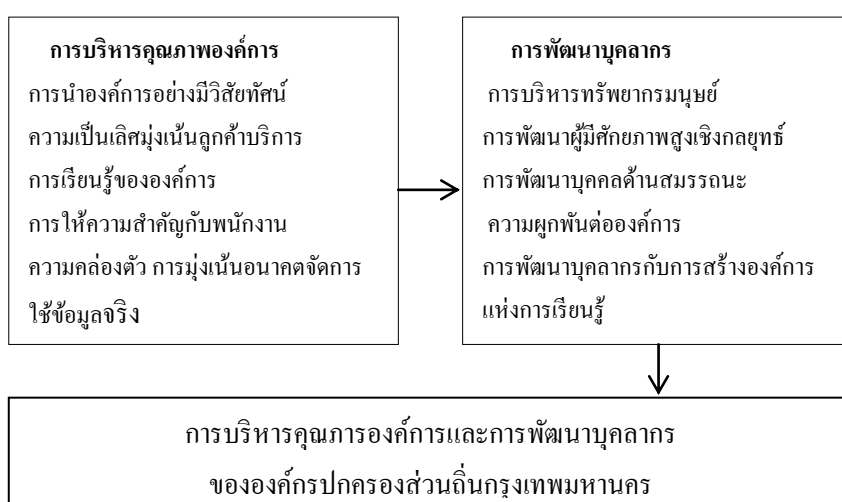 การบริหารคุณภาพองค์การ
การนำองค์การอย่างมีวิสัยทัศน์
ความเป็นเลิศมุ่งเน้นลูกค้าบริการ
การเรียนรู้ขององค์การ
การให้ความสำคัญกับพนักงาน
ความคล่องตัว การมุ่งเน้นอนาคตจัดการ
ใช้ข้อมูลจริง
การพัฒนาบุคลากร
การบริหารทรัพยากรมนุษย์
การพัฒนาผู้มีศักยภาพสูงเชิงกลยุทธ์
การพัฒนาบุคคลด้านสมรรถนะ
ความผูกพันต่อองค์การ
การพัฒนาบุคลากรกับการสร้างองค์การ
แห่งการเรียนรู้
การบริหารคุณภารองค์การและการพัฒนาบุคลากร
ขององค์กรปกครองส่วนถิ่นกรุงเทพมหานคร